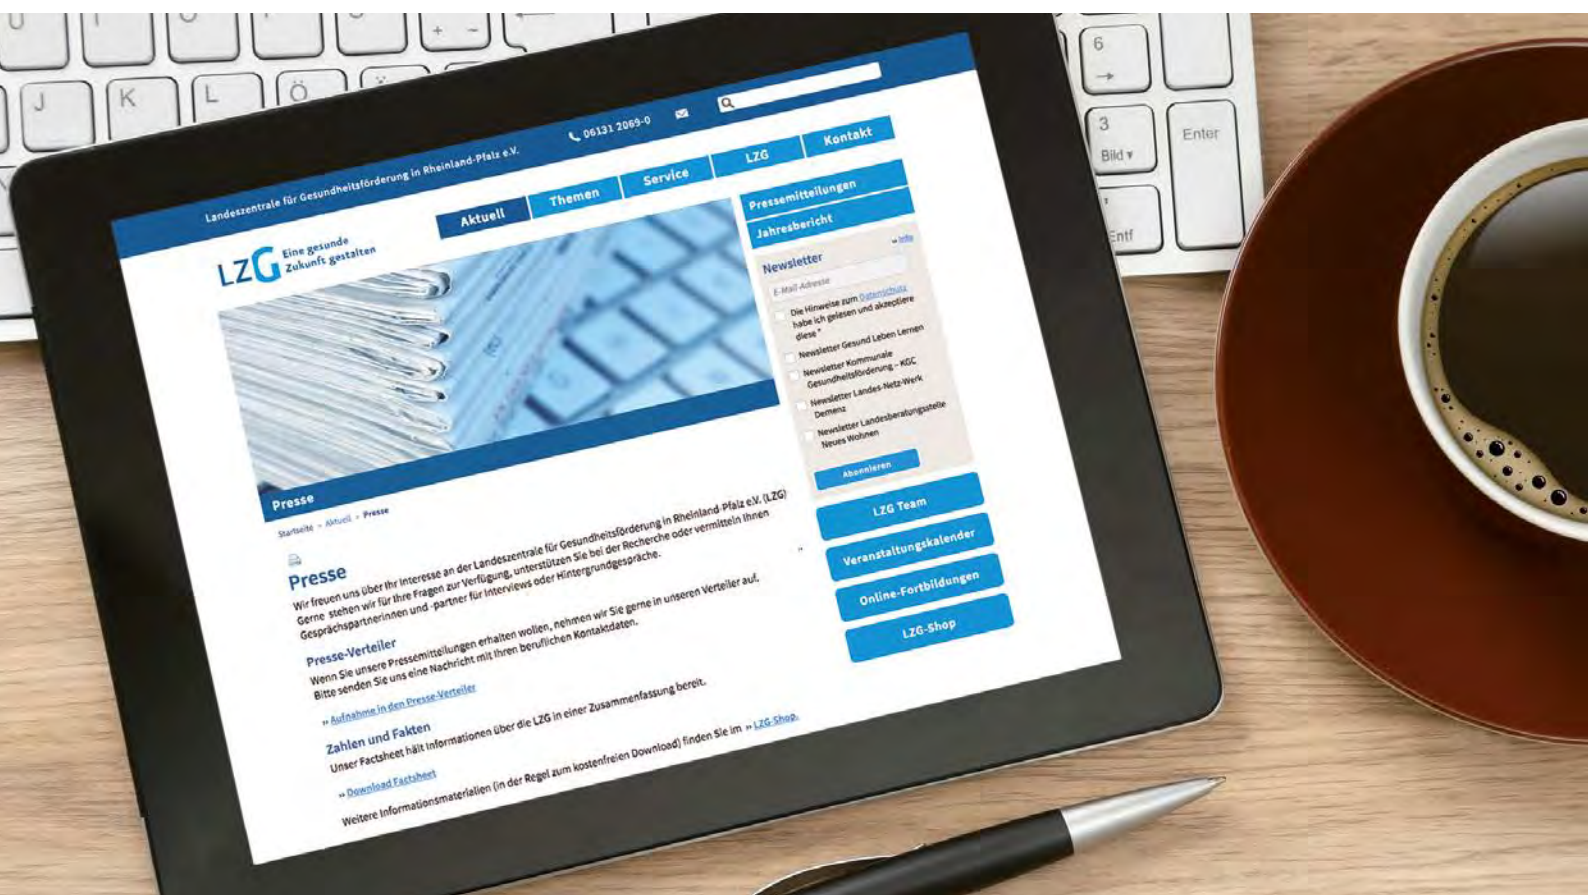 J
K
L
Ö
6
3
Bild
Enter
Entf
Landeszentrale für Gesundheitsförderung in Rheinland-Pfalz e.V.
06131 2069-0
Aktuell
Themen
Service
LZG
Kontakt
LZG Eine gesunde
Zukunft gestalten
Pressemitteilungen
Jahresbericht
›› Info
Newsletter
E-Mail-Adresse
Die Hinweise zum Datenschutz
habe ich gelesen und akzeptiere
diese *
Newsletter Gesund Leben Lernen
Newsletter Kommunale
Gesundheitsförderung – KGC
Newsletter Landes-Netz-Werk
Demenz
Newsletter Landesberatungsstelle
Neues Wohnen
Abonnieren
LZG Team
Veranstaltungskalender
Online-Fortbildungen
LZG-Shop
Presse
Startseite » Aktuell » Presse
Presse
Wir freuen uns über Ihr Interesse an der Landeszentrale für Gesundheitsförderung in Rheinland-Pfalz e.V. (LZG)
Gerne stehen wir für Ihre Fragen zur Verfügung, unterstützen Sie bei der Recherche oder vermitteln Ihnen
Gesprächspartnerinnen und -partner für Interviews oder Hintergrundgespräche.
Presse-Verteiler
Wenn Sie unsere Pressemitteilungen erhalten wollen, nehmen wir Sie gerne in unseren Verteiler auf.
Bitte senden Sie uns eine Nachricht mit Ihren beruflichen Kontaktdaten.
›› Aufnahme in den Presse-Verteiler
Zahlen und Fakten
Unser Factsheet hält Informationen über die LZG in einer Zusammenfassung bereit.
›› Download Factsheet
Weitere Informationsmaterialien (in der Regel zum kostenfreien Download) finden Sie im ›› LZG-Shop.